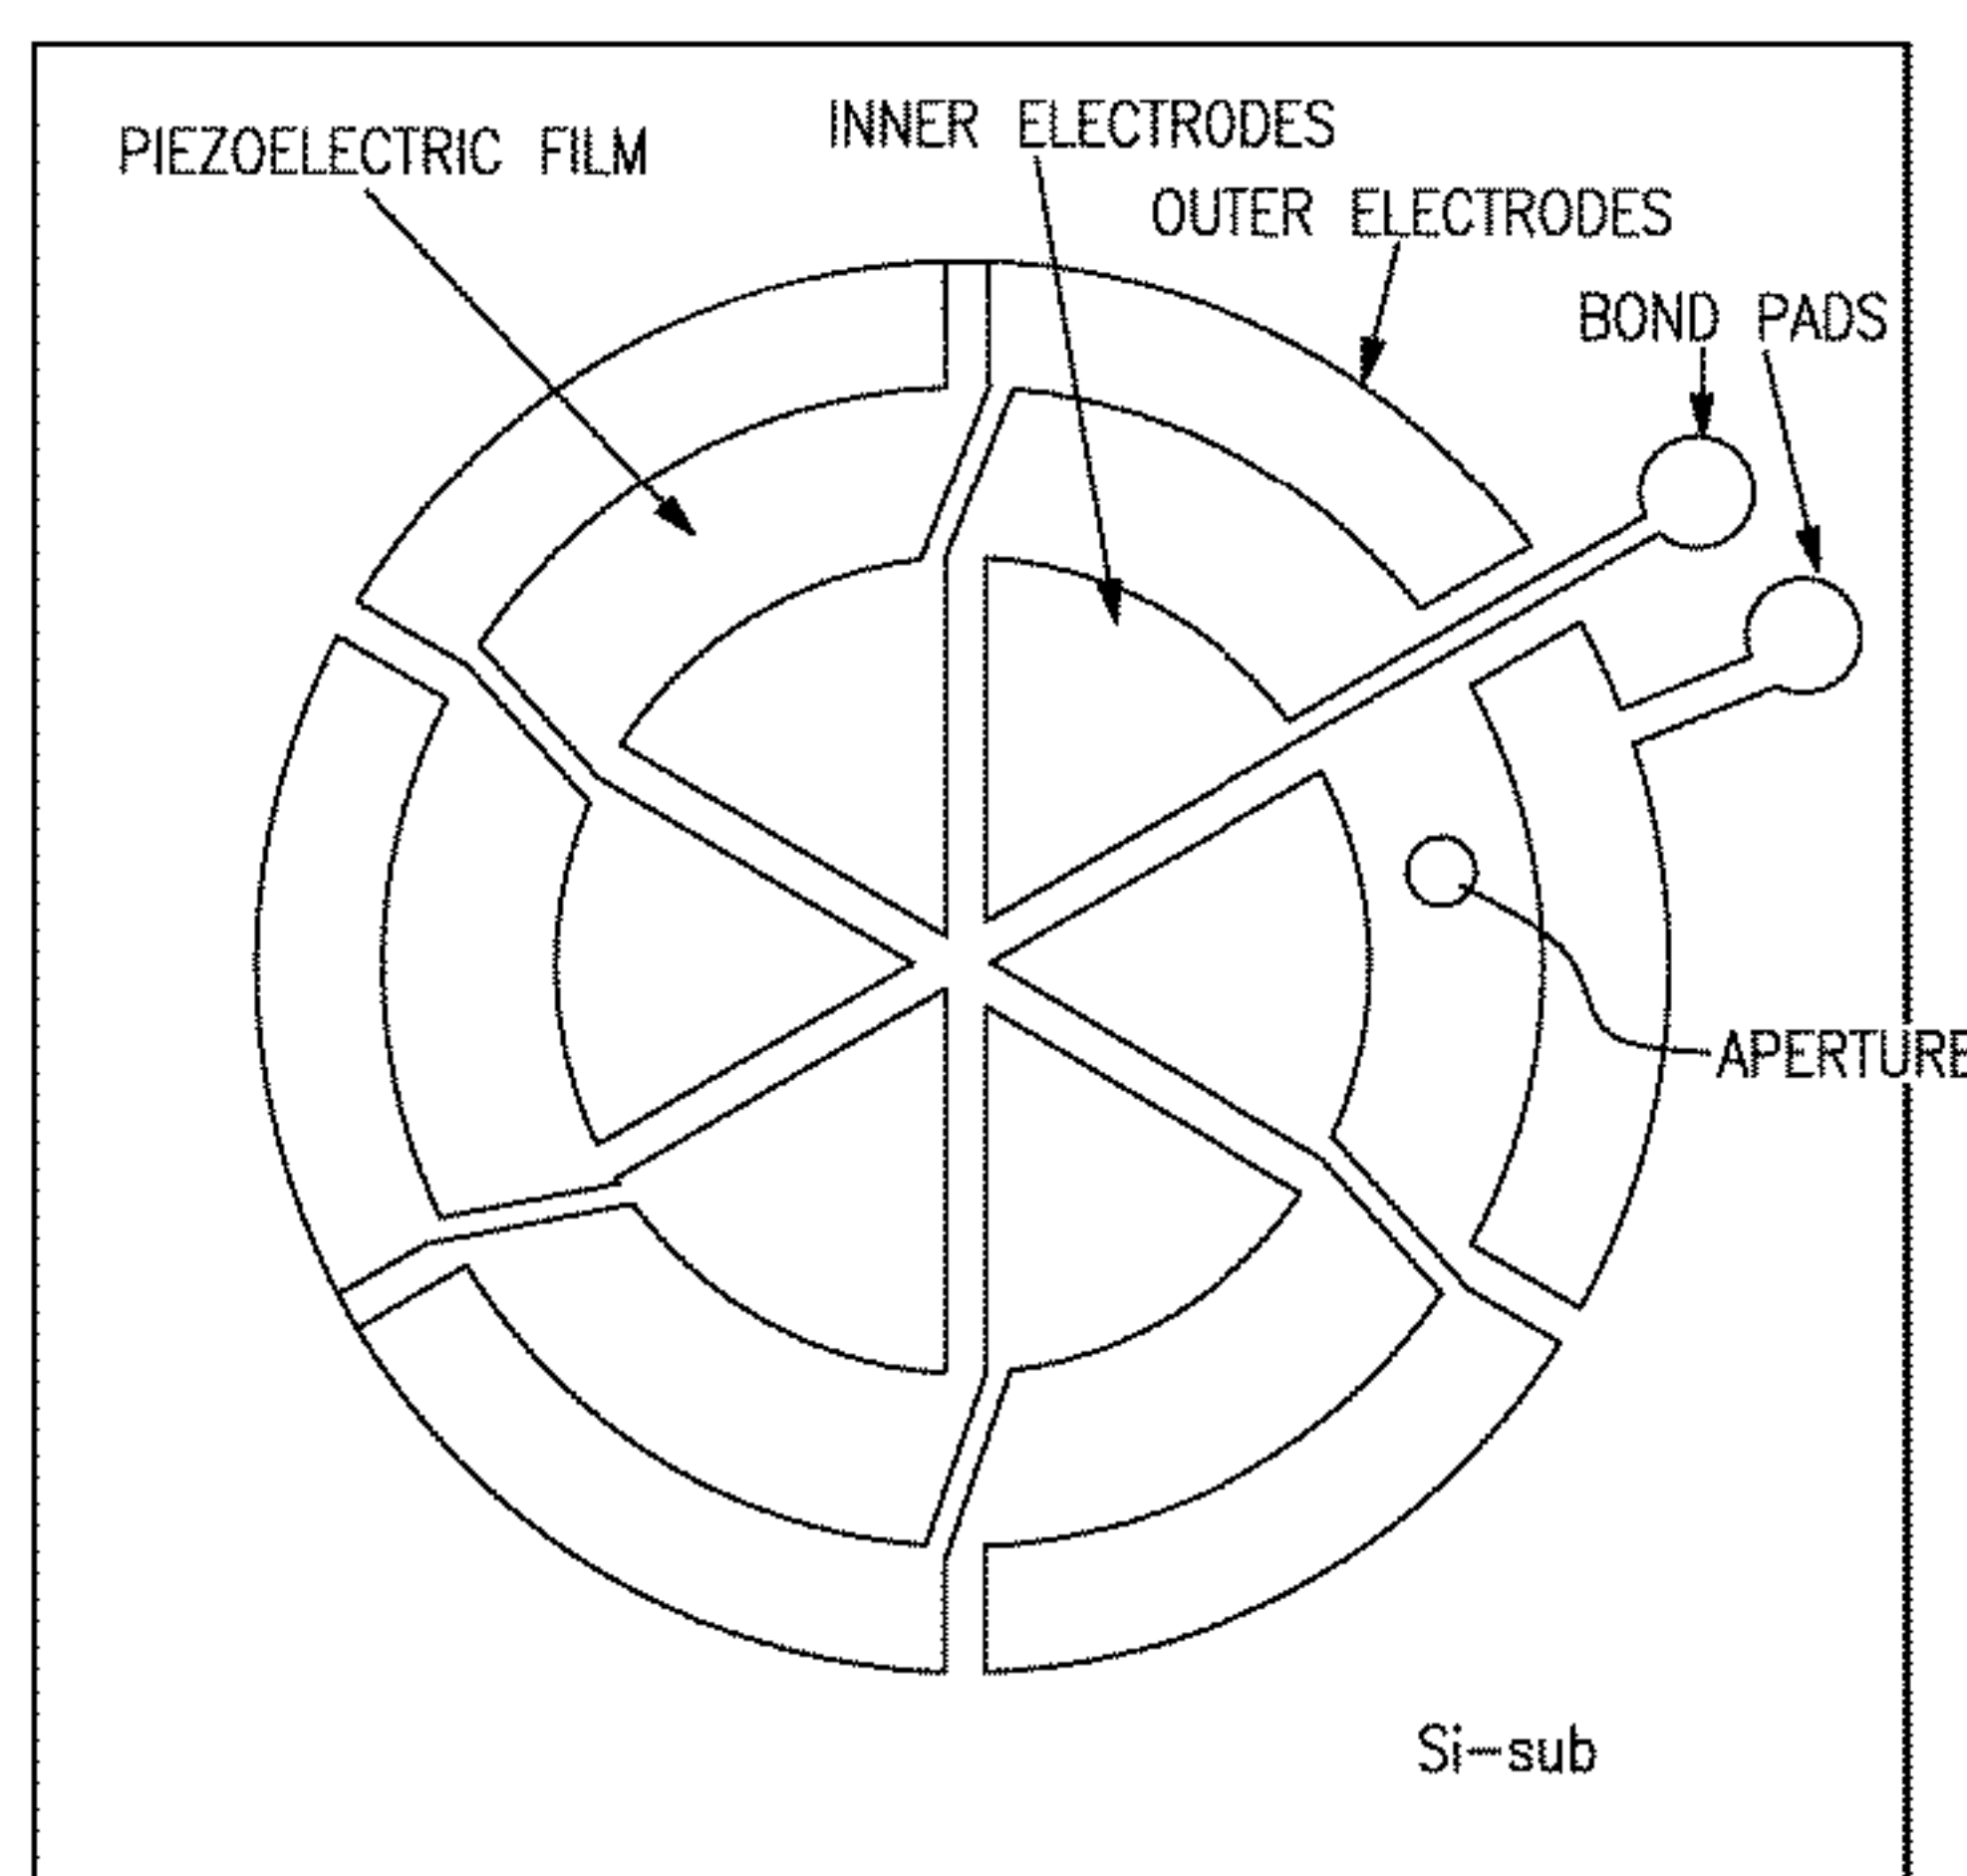 INNER ELECTRODES
PIEZOELECTRIC FILM
OUTER ELECTRODES
BOND PADS
APERTURE
Si-sub